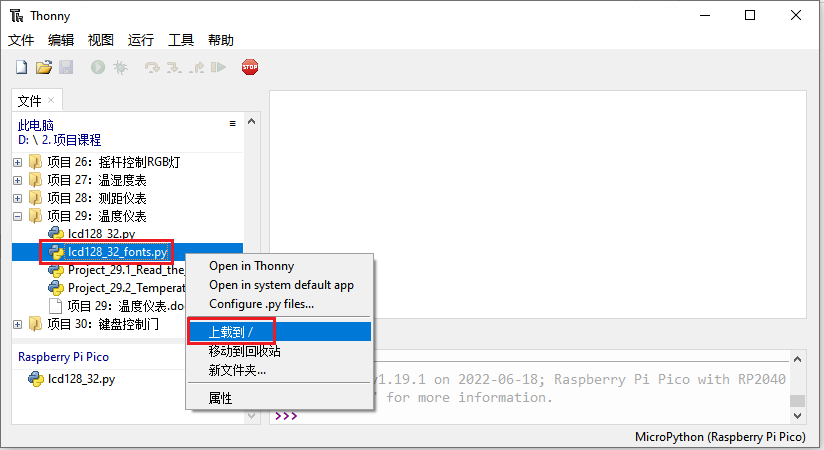 Thonny
文件 编辑 视图 运行 工具 帮助
STOP
文件 ×
此电脑
D: \ 2. 项目课程
项目 26：摇杆控制RGB灯
项目 27：温湿度表
项目 28：测距仪表
项目 29：温度仪表
lcd128_32.py
lcd128_32_fonts.py
Project_29.1_Read_the_
Project_29.2_Temperat
项目 29：温度仪表.do
项目 30：键盘控制门
Open in Thonny
Open in system default app
Configure .py files...
上载到 /
移动到回收站
新文件夹...
属性
Raspberry Pi Pico
lcd128_32.py
v1.19.1 on 2022-06-18; Raspberry Pi Pico with RP2040
" for more information.
>>>
MicroPython (Raspberry Pi Pico)